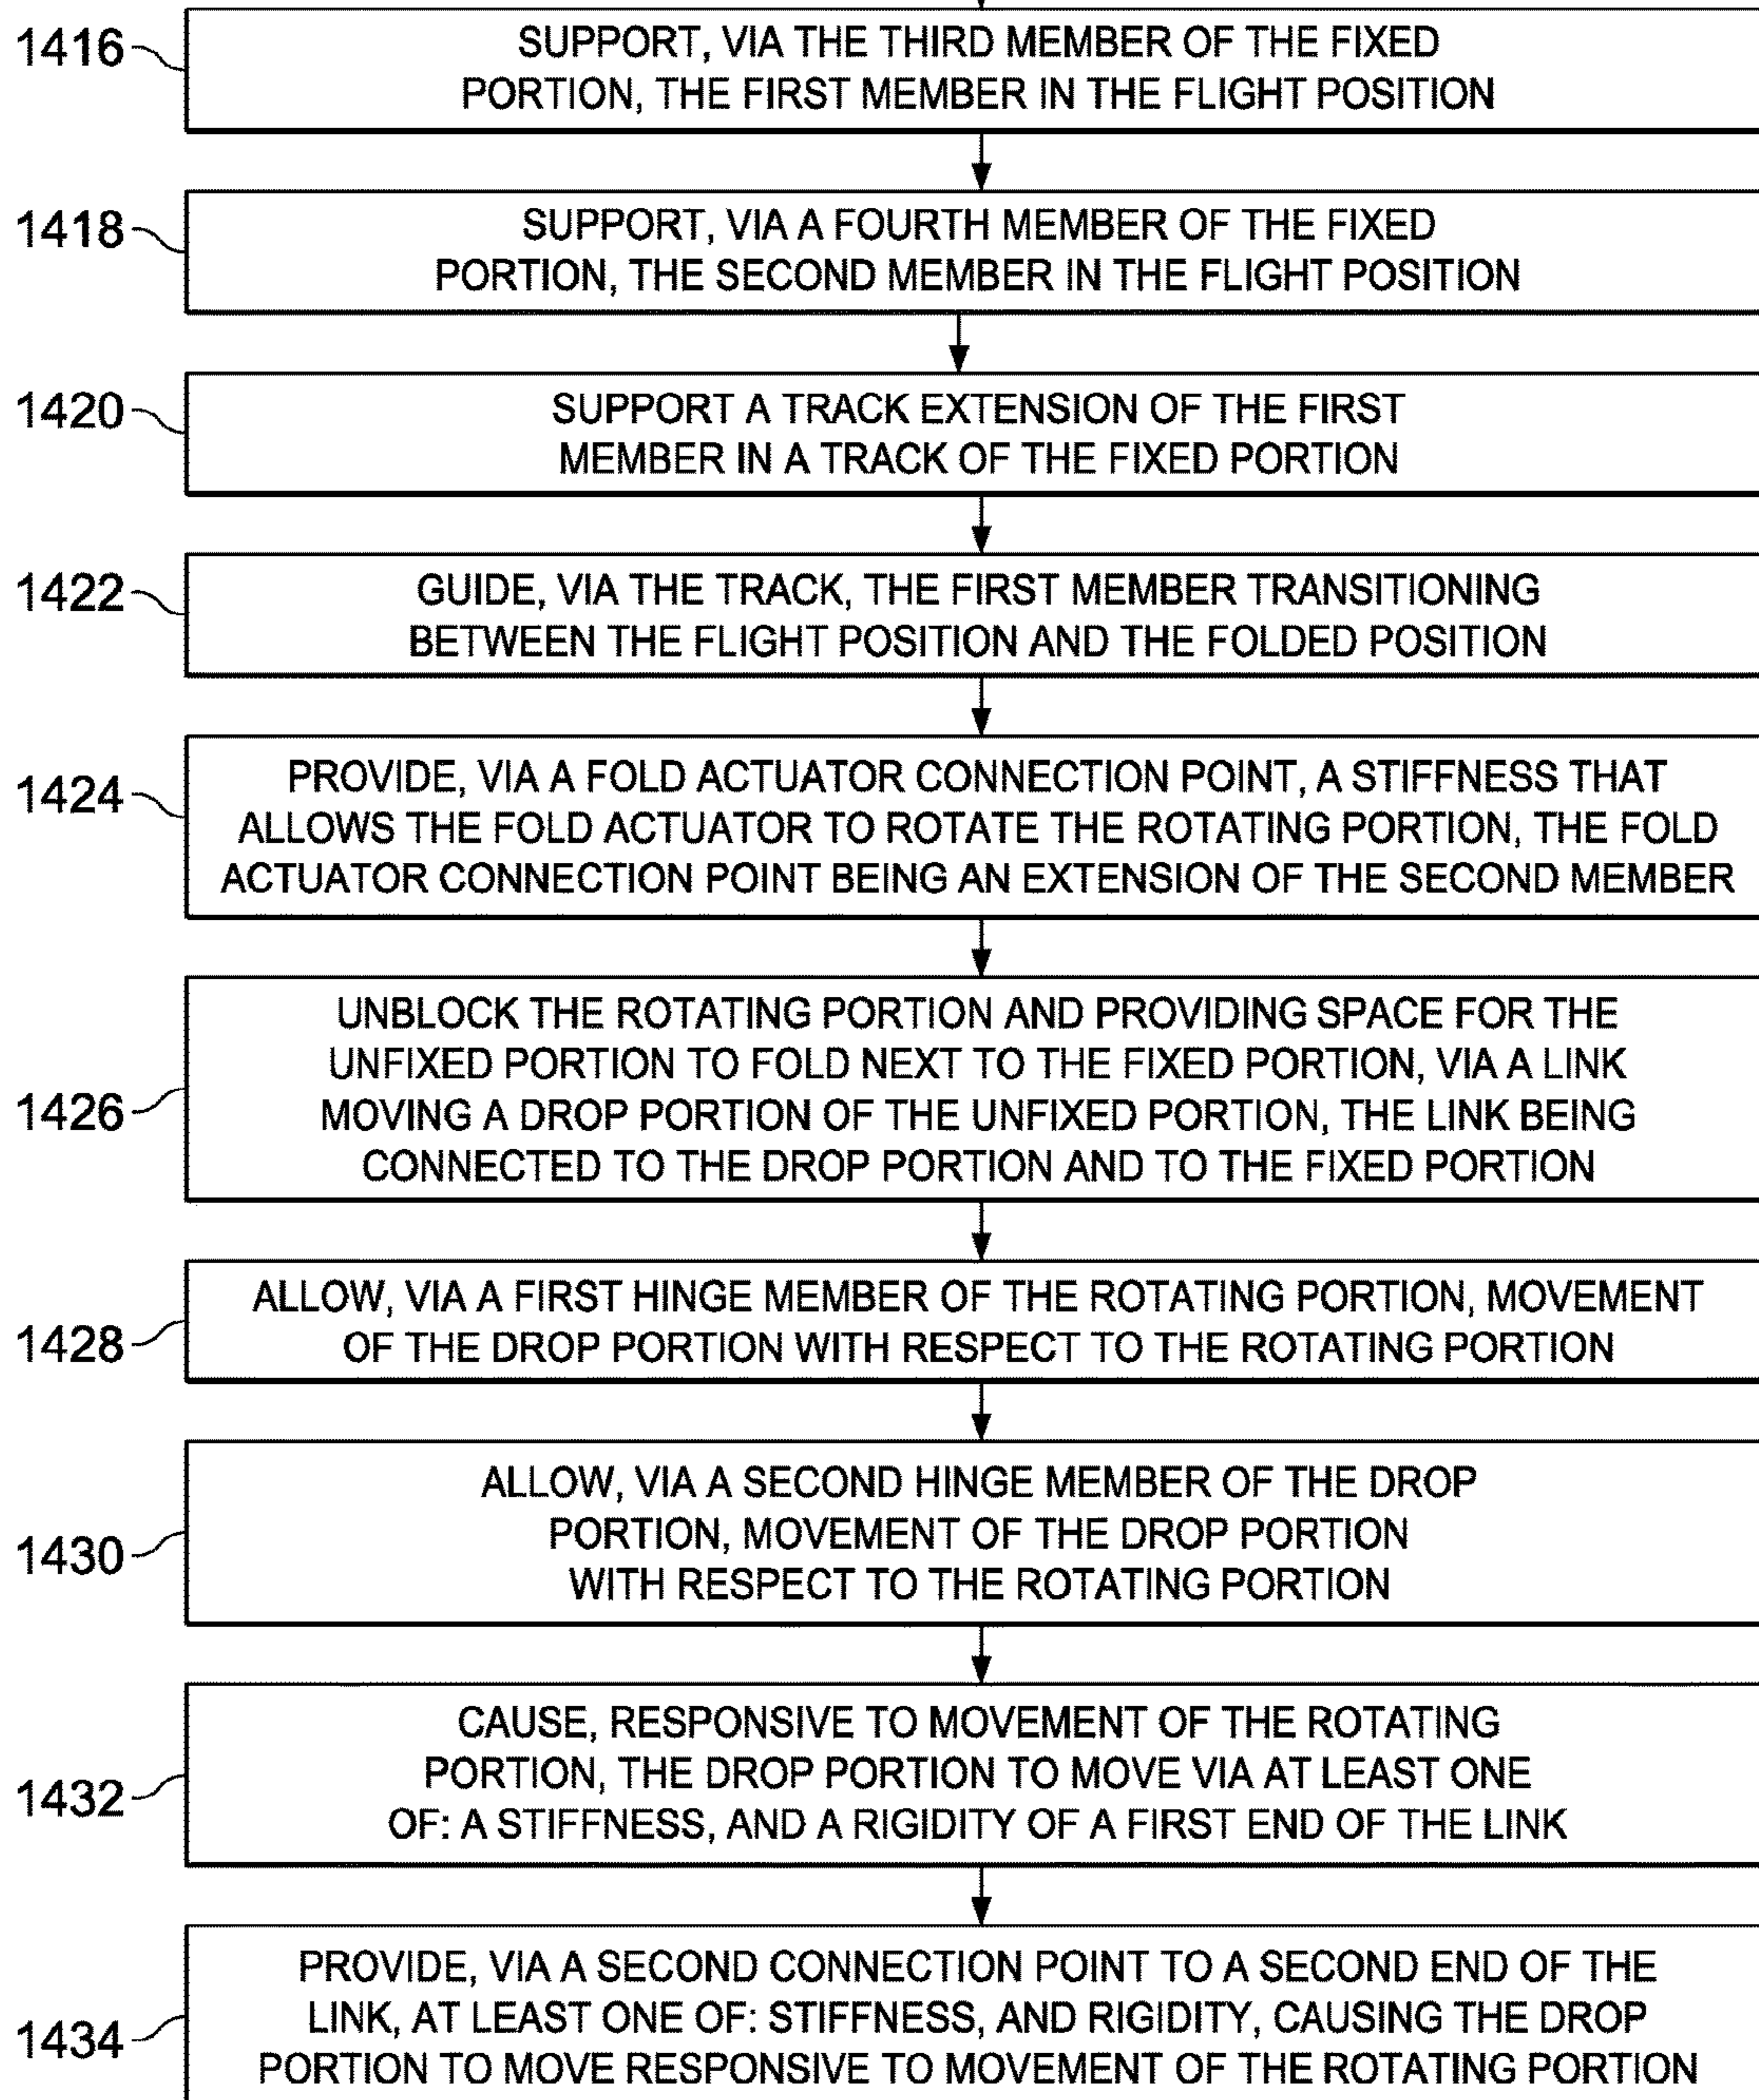 1416
SUPPORT, VIA THE THIRD MEMBER OF THE FIXED
PORTION, THE FIRST MEMBER IN THE FLIGHT POSITION
1418
SUPPORT, VIA A FOURTH MEMBER OF THE FIXED
PORTION, THE SECOND MEMBER IN THE FLIGHT POSITION
1420
SUPPORT A TRACK EXTENSION OF THE FIRST
MEMBER IN A TRACK OF THE FIXED PORTION
1422
GUIDE, VIA THE TRACK, THE FIRST MEMBER TRANSITIONING
BETWEEN THE FLIGHT POSITION AND THE FOLDED POSITION
1424
PROVIDE, VIA A FOLD ACTUATOR CONNECTION POINT, A STIFFNESS THAT
ALLOWS THE FOLD ACTUATOR TO ROTATE THE ROTATING PORTION, THE FOLD
ACTUATOR CONNECTION POINT BEING AN EXTENSION OF THE SECOND MEMBER
1426
UNBLOCK THE ROTATING PORTION AND PROVIDING SPACE FOR THE
UNFIXED PORTION TO FOLD NEXT TO THE FIXED PORTION, VIA A LINK
MOVING A DROP PORTION OF THE UNFIXED PORTION, THE LINK BEING
CONNECTED TO THE DROP PORTION AND TO THE FIXED PORTION
1428
ALLOW, VIA A FIRST HINGE MEMBER OF THE ROTATING PORTION, MOVEMENT
OF THE DROP PORTION WITH RESPECT TO THE ROTATING PORTION
1430
ALLOW, VIA A SECOND HINGE MEMBER OF THE DROP
PORTION, MOVEMENT OF THE DROP PORTION
WITH RESPECT TO THE ROTATING PORTION
1432
CAUSE, RESPONSIVE TO MOVEMENT OF THE ROTATING
PORTION, THE DROP PORTION TO MOVE VIA AT LEAST ONE
OF: A STIFFNESS, AND A RIGIDITY OF A FIRST END OF THE LINK
1434
PROVIDE, VIA A SECOND CONNECTION POINT TO A SECOND END OF THE
LINK, AT LEAST ONE OF: STIFFNESS, AND RIGIDITY, CAUSING THE DROP
PORTION TO MOVE RESPONSIVE TO MOVEMENT OF THE ROTATING PORTION